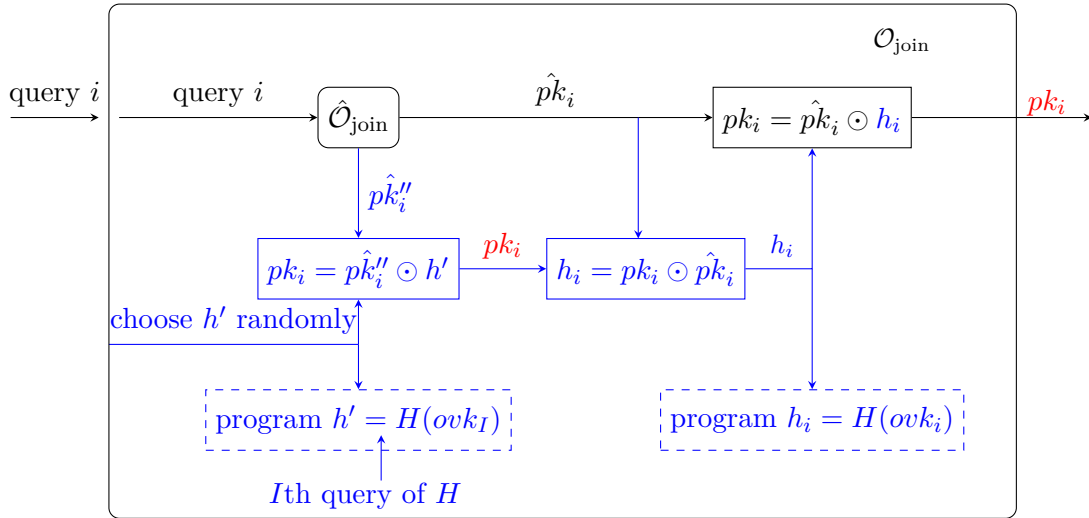 𝒪_join
query i
query i
p̂k_i
pk_i
Ô_join
pk_i = p̂k_i ⊙ h_i
p̂k''_i
pk_i
h_i
pk_i = p̂k''_i ⊙ h'
h_i = pk_i ⊙ p̂k_i
choose h' randomly
program h' = H(ovk_I)
program h_i = H(ovk_i)
Ith query of H